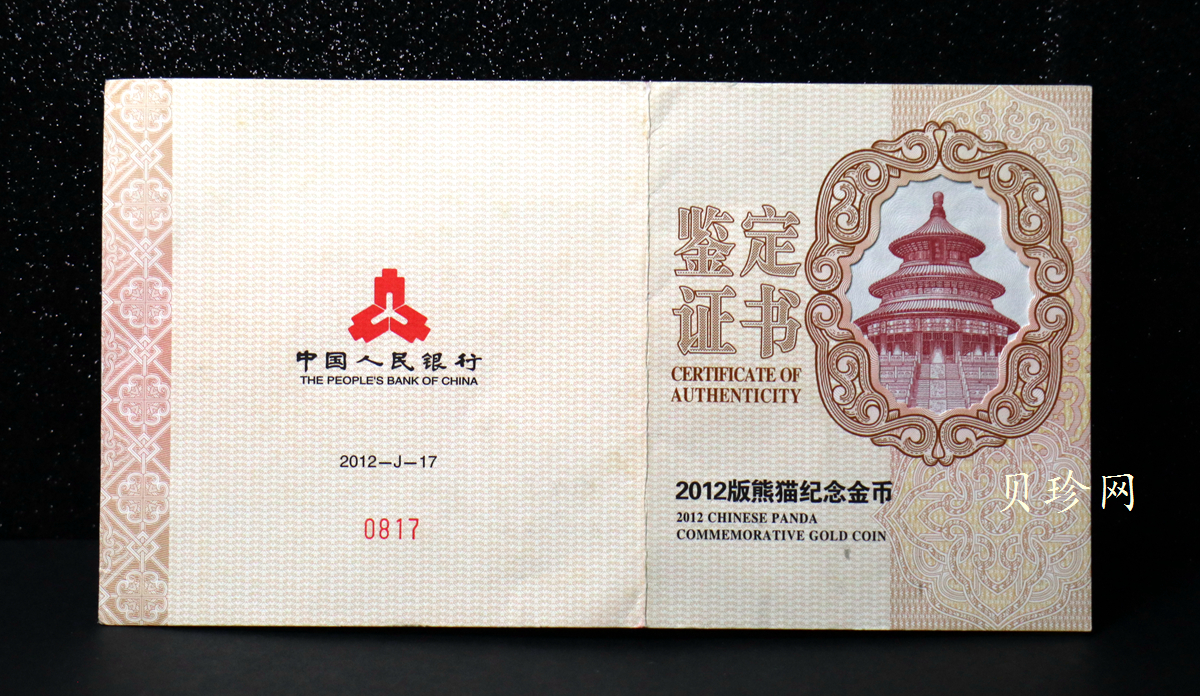 中国人民银行
THE PEOPLE'S BANK OF CHINA
2012—J—17
0817
鉴定
证书
CERTIFICATE OF
AUTHENTICITY
2012版熊猫纪念金币
2012 CHINESE PANDA
COMMEMORATIVE GOLD COIN
贝珍网